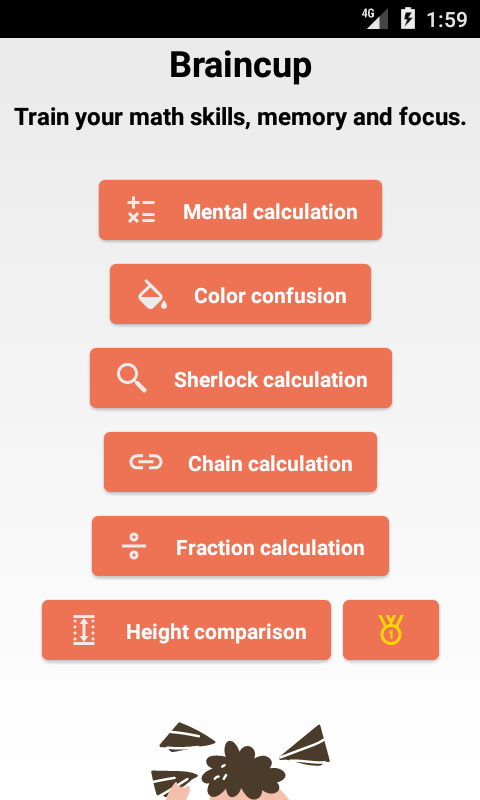 4G 1:59
Braincup
Train your math skills, memory and focus.
Mental calculation
Color confusion
Sherlock calculation
Chain calculation
Fraction calculation
Height comparison 1